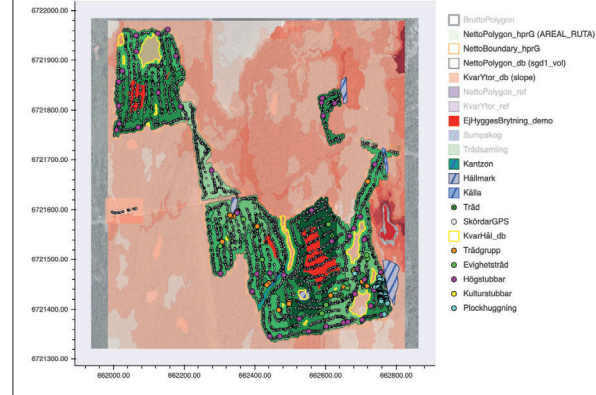 6722000.00
6721900.00
6721800.00
6721700.00
6721600.00
6721500.00
6721400.00
6721300.00
662000.00
662200.00
662400.00
662600.00
662800.00
BruttoPolygon
NettoPolygon_hprG (AREAL_RUTA)
NettoBoundary_hprG
NettoPolygon_db (sgd1_vol)
KvarYtor_db (slope)
NettoPolygon_ref
KvarYtor_ref
EjHyggesBrytning_demo
Sumpskog
Trädsamling
Kantzon
Hällmark
Källa
Träd
SkördarGPS
KvarHål_db
Trädgrupp
Evighetsträd
Högstubbar
Kulturstubbar
Plockhuggning